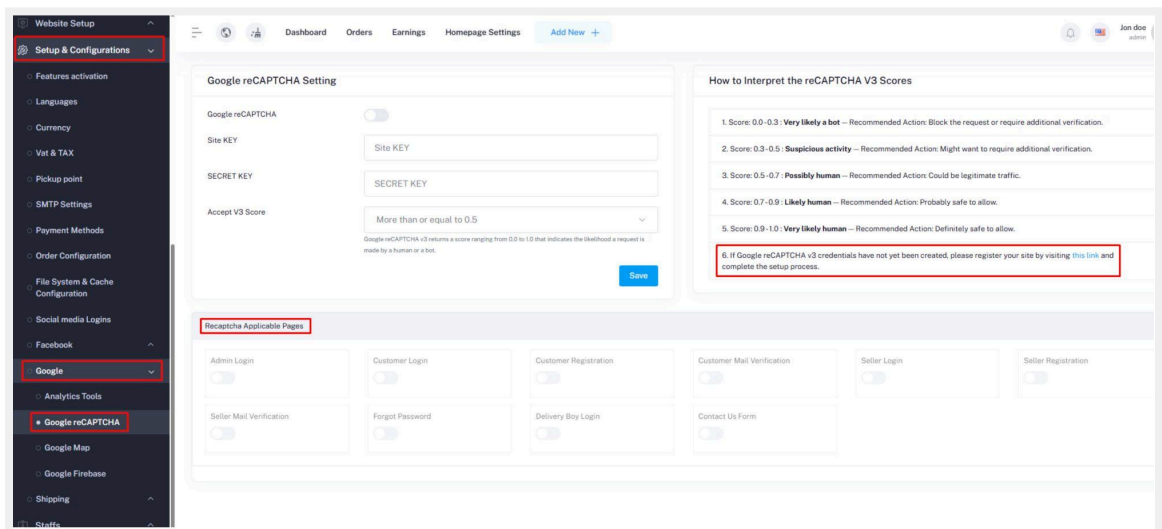 Website Setup
Setup & Configurations
Features activation
Languages
Currency
Vat & TAX
Pickup point
SMTP Settings
Payment Methods
Order Configuration
File System & Cache
Configuration
Social media Logins
Facebook
Google
Analytics Tools
Google reCAPTCHA
Google Map
Google Firebase
Shipping
Staffs
Dashboard Orders Earnings Homepage Settings Add New +
Jon doe
admin
Google reCAPTCHA Setting
Google reCAPTCHA
Site KEY
Site KEY
SECRET KEY
SECRET KEY
Accept V3 Score
More than or equal to 0.5
Google reCAPTCHA v3 returns a score ranging from 0.0 to 1.0 that indicates the likelihood a request is
made by a human or a bot.
Save
How to Interpret the reCAPTCHA V3 Scores
1. Score: 0.0 - 0.3 : Very likely a bot — Recommended Action: Block the request or require additional verification.
2. Score: 0.3 - 0.5 : Suspicious activity — Recommended Action: Might want to require additional verification.
3. Score: 0.5 - 0.7 : Possibly human — Recommended Action: Could be legitimate traffic.
4. Score: 0.7 - 0.9 : Likely human — Recommended Action: Probably safe to allow.
5. Score: 0.9 - 1.0 : Very likely human — Recommended Action: Definitely safe to allow.
6. If Google reCAPTCHA v3 credentials have not yet been created, please register your site by visiting this link and
complete the setup process.
Recaptcha Applicable Pages
Admin Login Customer Login Customer Registration Customer Mail Verification Seller Login Seller Registration
Seller Mail Verification Forgot Password Delivery Boy Login Contact Us Form